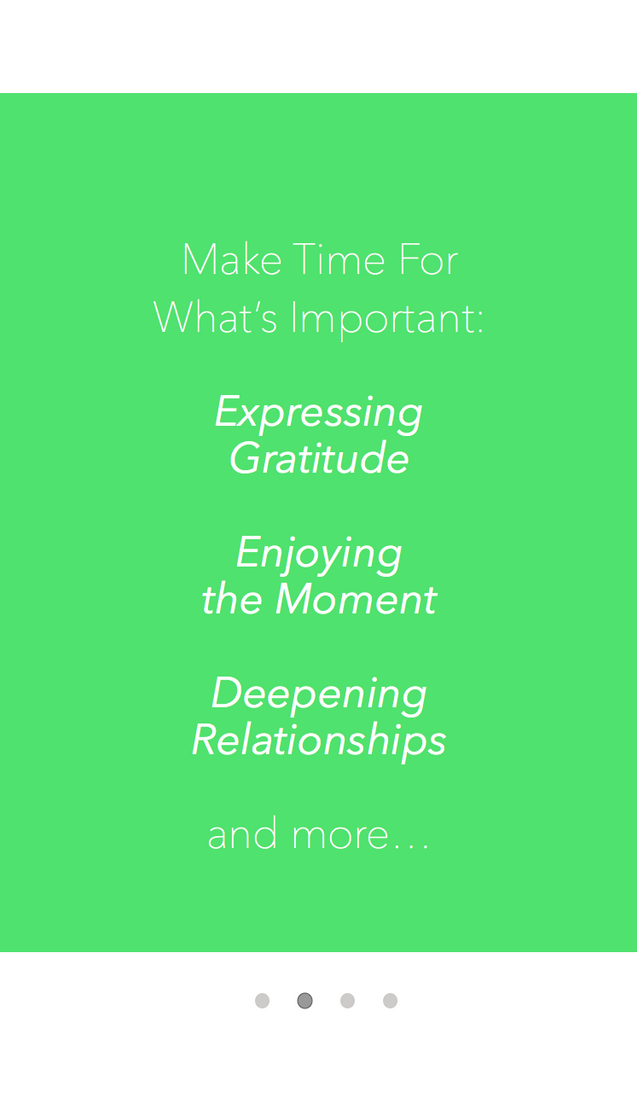 Make Time For
What’s Important:
Expressing
Gratitude
Enjoying
the Moment
Deepening
Relationships
and more…